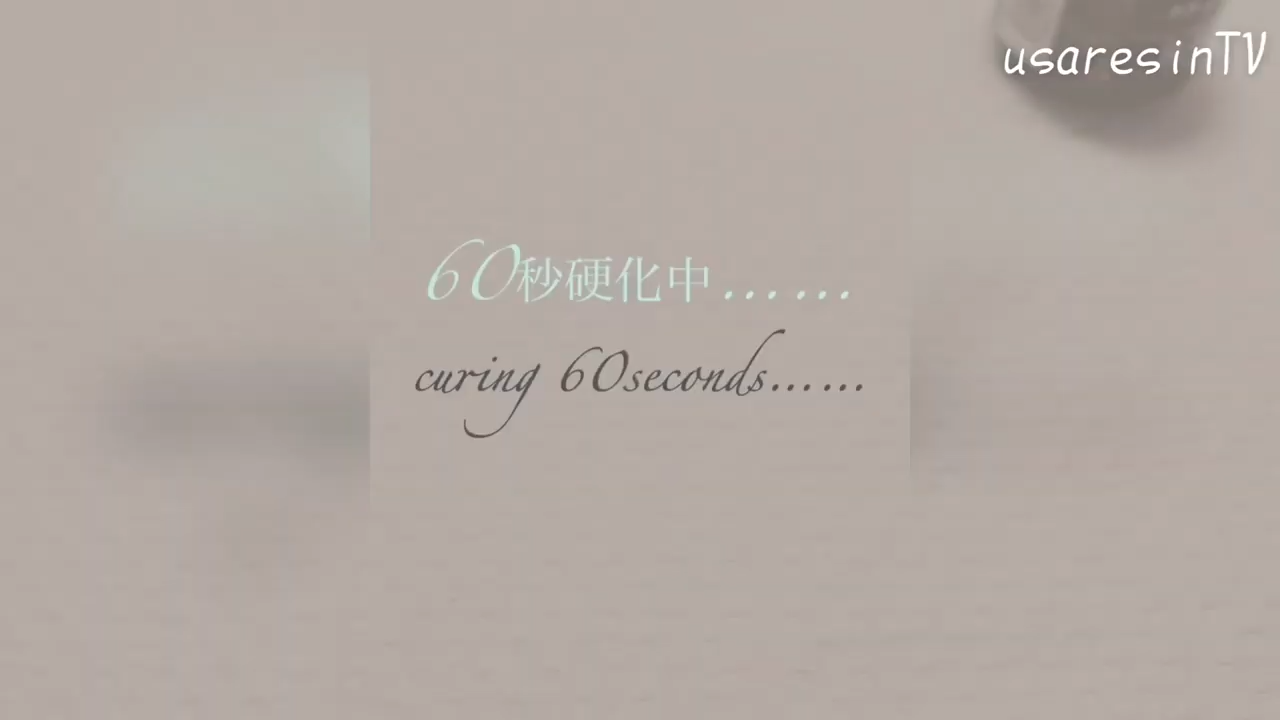 usaresinTV
60秒硬化中……
curing 60seconds......